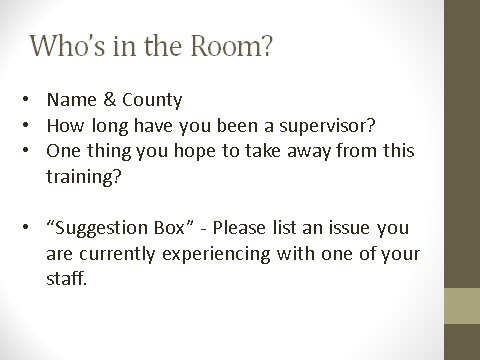 Who's in the Room?
• Name & County
• How long have you been a supervisor?
• One thing you hope to take away from this
training?
• “Suggestion Box” - Please list an issue you
are currently experiencing with one of your
staff.